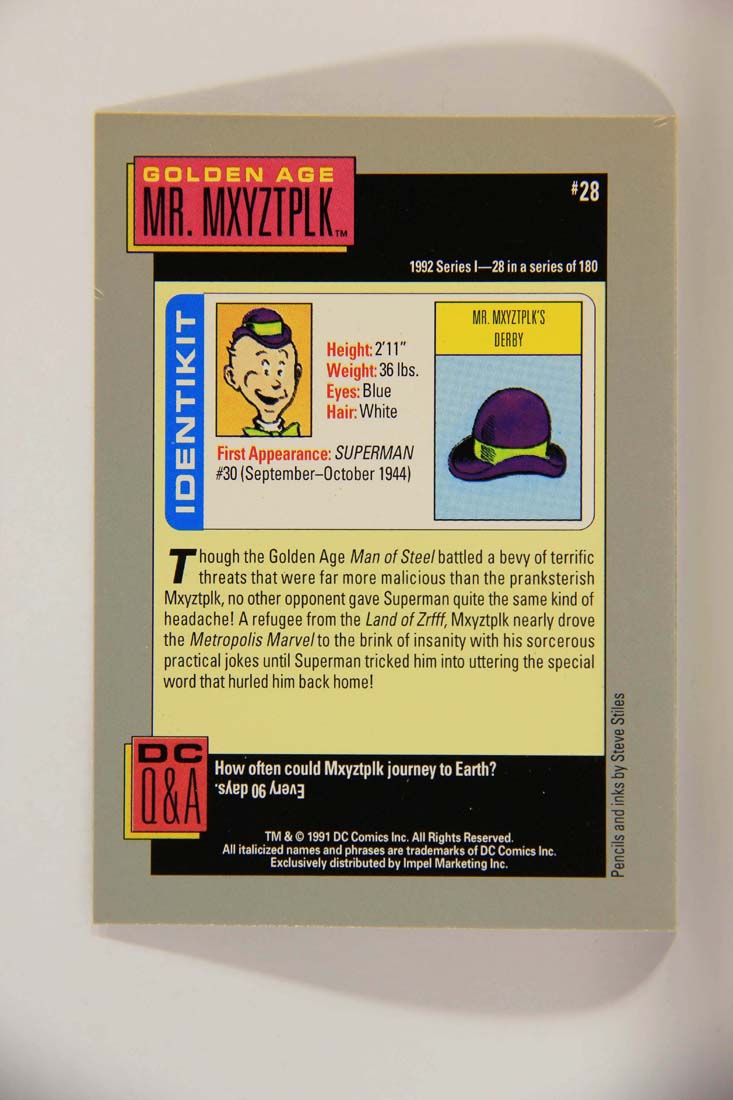 GOLDEN AGE
MR. MXYZTPLK™
#28
1992 Series I—28 in a series of 180
IDENTIKIT
Height: 2'11"
Weight: 36 lbs.
Eyes: Blue
Hair: White
First Appearance: SUPERMAN
#30 (September–October 1944)
MR. MXYZTPLK'S
DERBY
Though the Golden Age Man of Steel battled a bevy of terrific
threats that were far more malicious than the pranksterish
Mxyztplk, no other opponent gave Superman quite the same kind of
headache! A refugee from the Land of Zrfff, Mxyztplk nearly drove
the Metropolis Marvel to the brink of insanity with his sorcerous
practical jokes until Superman tricked him into uttering the special
word that hurled him back home!
DC
Q&A
How often could Mxyztplk journey to Earth?
Every 90 days.
TM & © 1991 DC Comics Inc. All Rights Reserved.
All italicized names and phrases are trademarks of DC Comics Inc.
Exclusively distributed by Impel Marketing Inc.
Pencils and inks by Steve Stiles